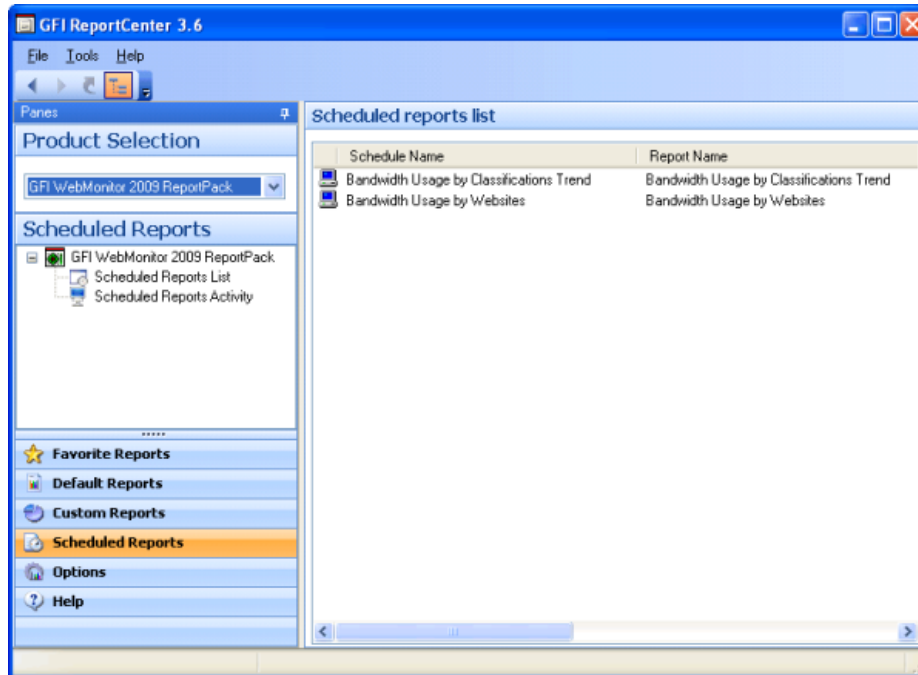 GFI ReportCenter 3.6
File Tools Help
Panes
Product Selection
GFI WebMonitor 2009 ReportPack
Scheduled Reports
GFI WebMonitor 2009 ReportPack
Scheduled Reports List
Scheduled Reports Activity
Favorite Reports
Default Reports
Custom Reports
Scheduled Reports
Options
Help
Scheduled reports list
Schedule Name Report Name
Bandwidth Usage by Classifications Trend Bandwidth Usage by Classifications Trend
Bandwidth Usage by Websites Bandwidth Usage by Websites